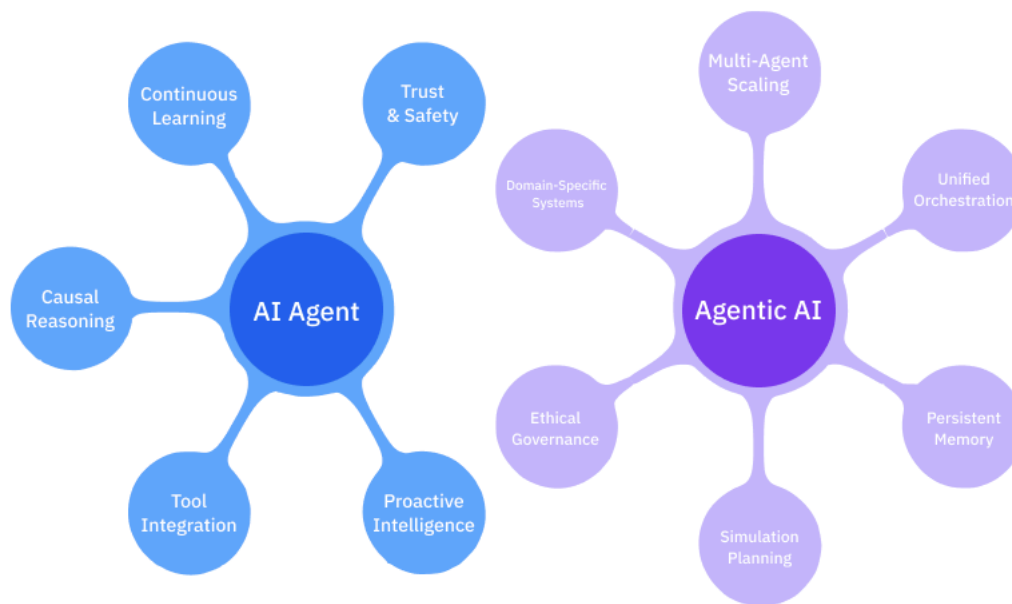 Continuous
Learning
Trust
& Safety
Causal
Reasoning
AI Agent
Tool
Integration
Proactive
Intelligence
Multi-Agent
Scaling
Domain-Specific
Systems
Unified
Orchestration
Agentic AI
Ethical
Governance
Persistent
Memory
Simulation
Planning